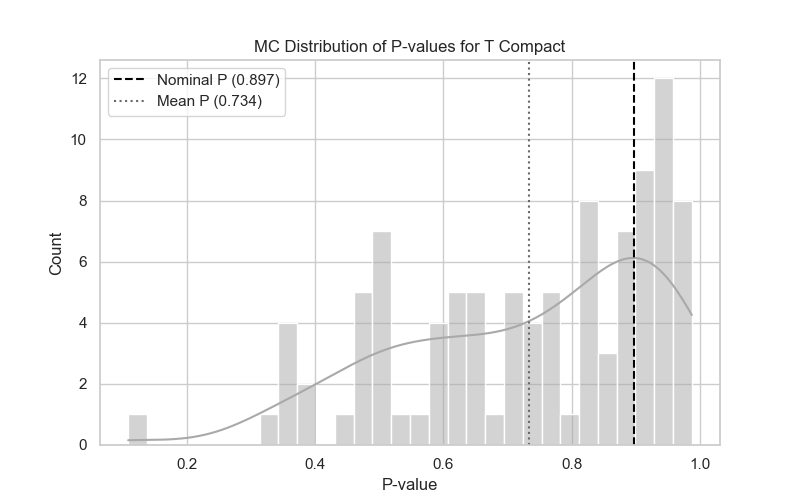 MC Distribution of P-values for T Compact
Nominal P (0.897)
Mean P (0.734)
12
10
8
6
4
2
0
Count
0.2 0.4 0.6 0.8 1.0
P-value